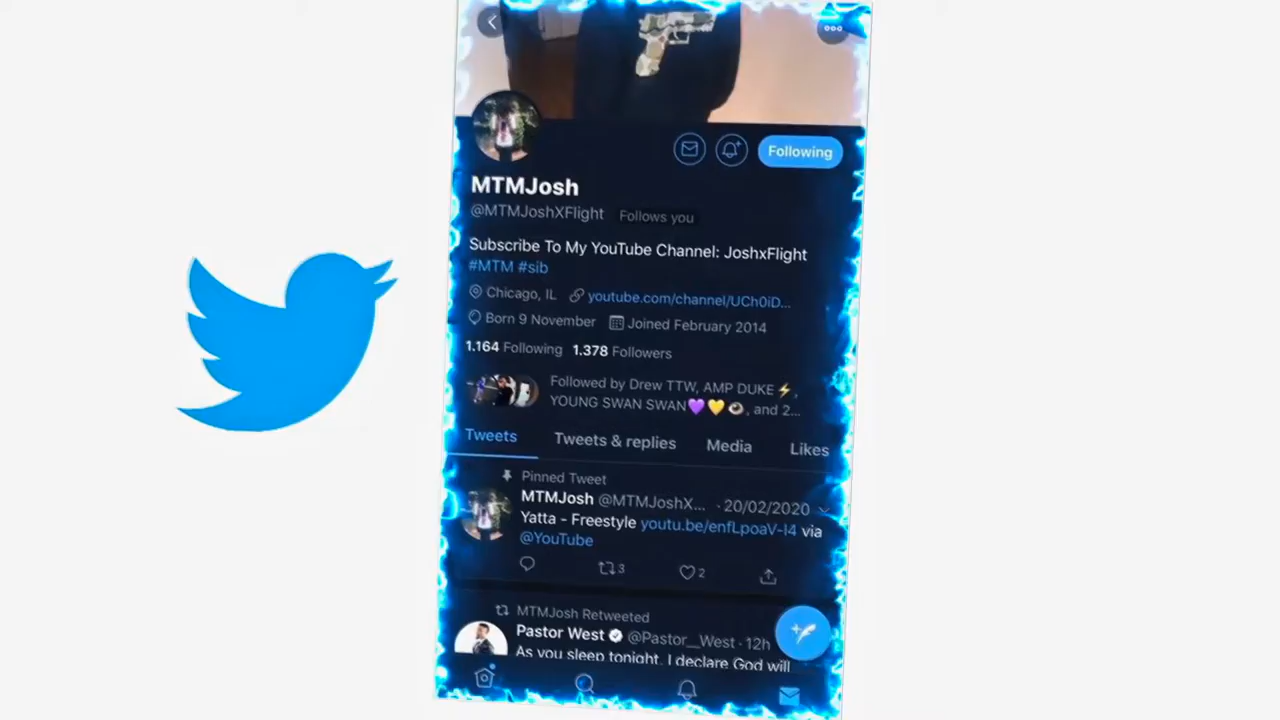 Following
MTMJosh
@MTMJoshXFlight Follows you
Subscribe To My YouTube Channel: JoshxFlight
#MTM #sib
Chicago, IL youtube.com/channel/UCh0iD...
Born 9 November Joined February 2014
1.164 Following 1.378 Followers
Followed by Drew TTW, AMP DUKE⚡,
YOUNG SWAN SWAN💜💛👁, and 2...
Tweets Tweets & replies Media Likes
Pinned Tweet
MTMJosh @MTMJoshX... · 20/02/2020
Yatta - Freestyle youtu.be/enfLpoaV-I4 via
@YouTube
3 2
MTMJosh Retweeted
Pastor West @Pastor__West · 12h
As you sleep tonight, I declare God will